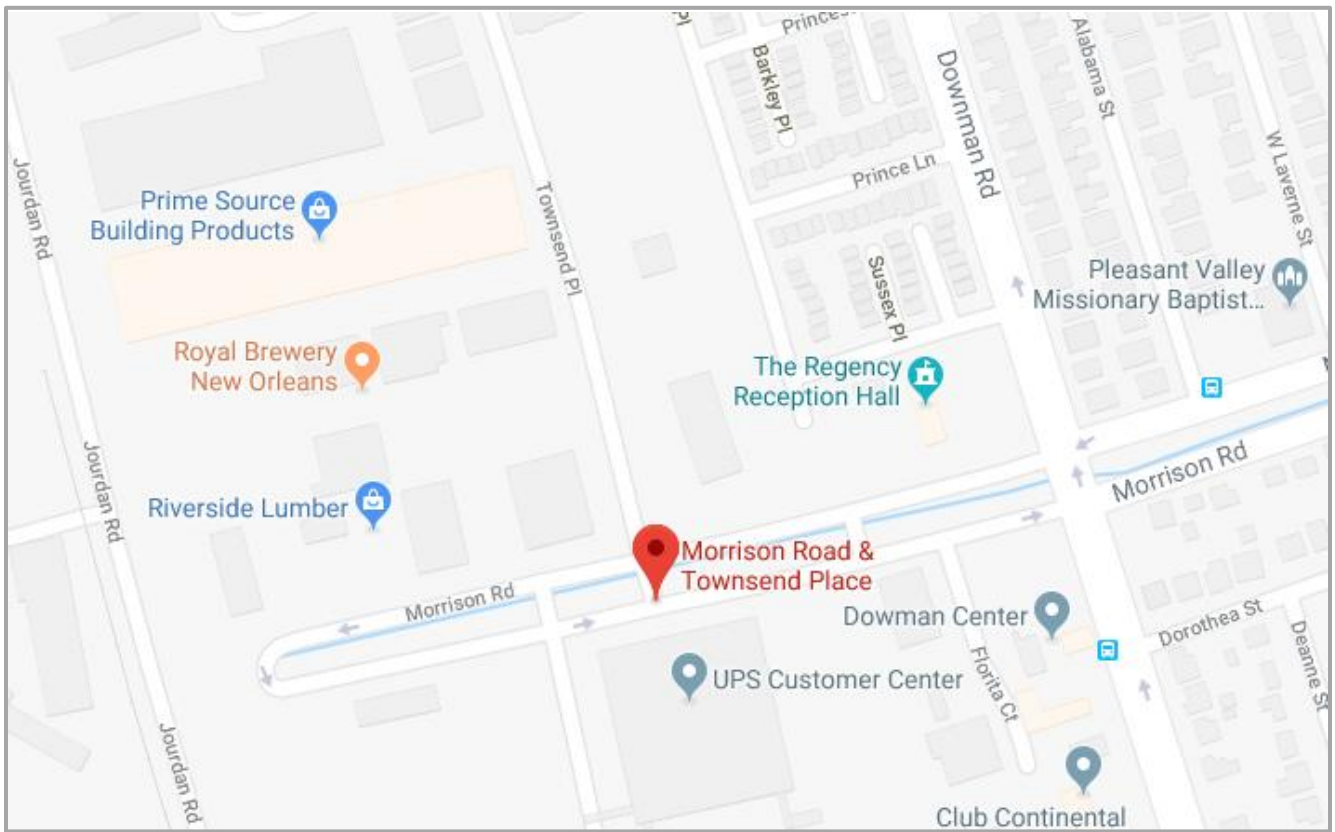 Pl
Princes
Barkley Pl
Downman Rd
Alabama St
Jourdan Rd
Prince Ln
W Laverne St
Prime Source
Building Products
Townsend Pl
Sussex Pl
Pleasant Valley
Missionary Baptist...
Royal Brewery
New Orleans
The Regency
Reception Hall
Jourdan Rd
Morrison Rd
Riverside Lumber
Morrison Road &
Townsend Place
Morrison Rd
Dowman Center
Dorothea St
Deanne St
Florita Ct
UPS Customer Center
Jourdan Rd
Club Continental